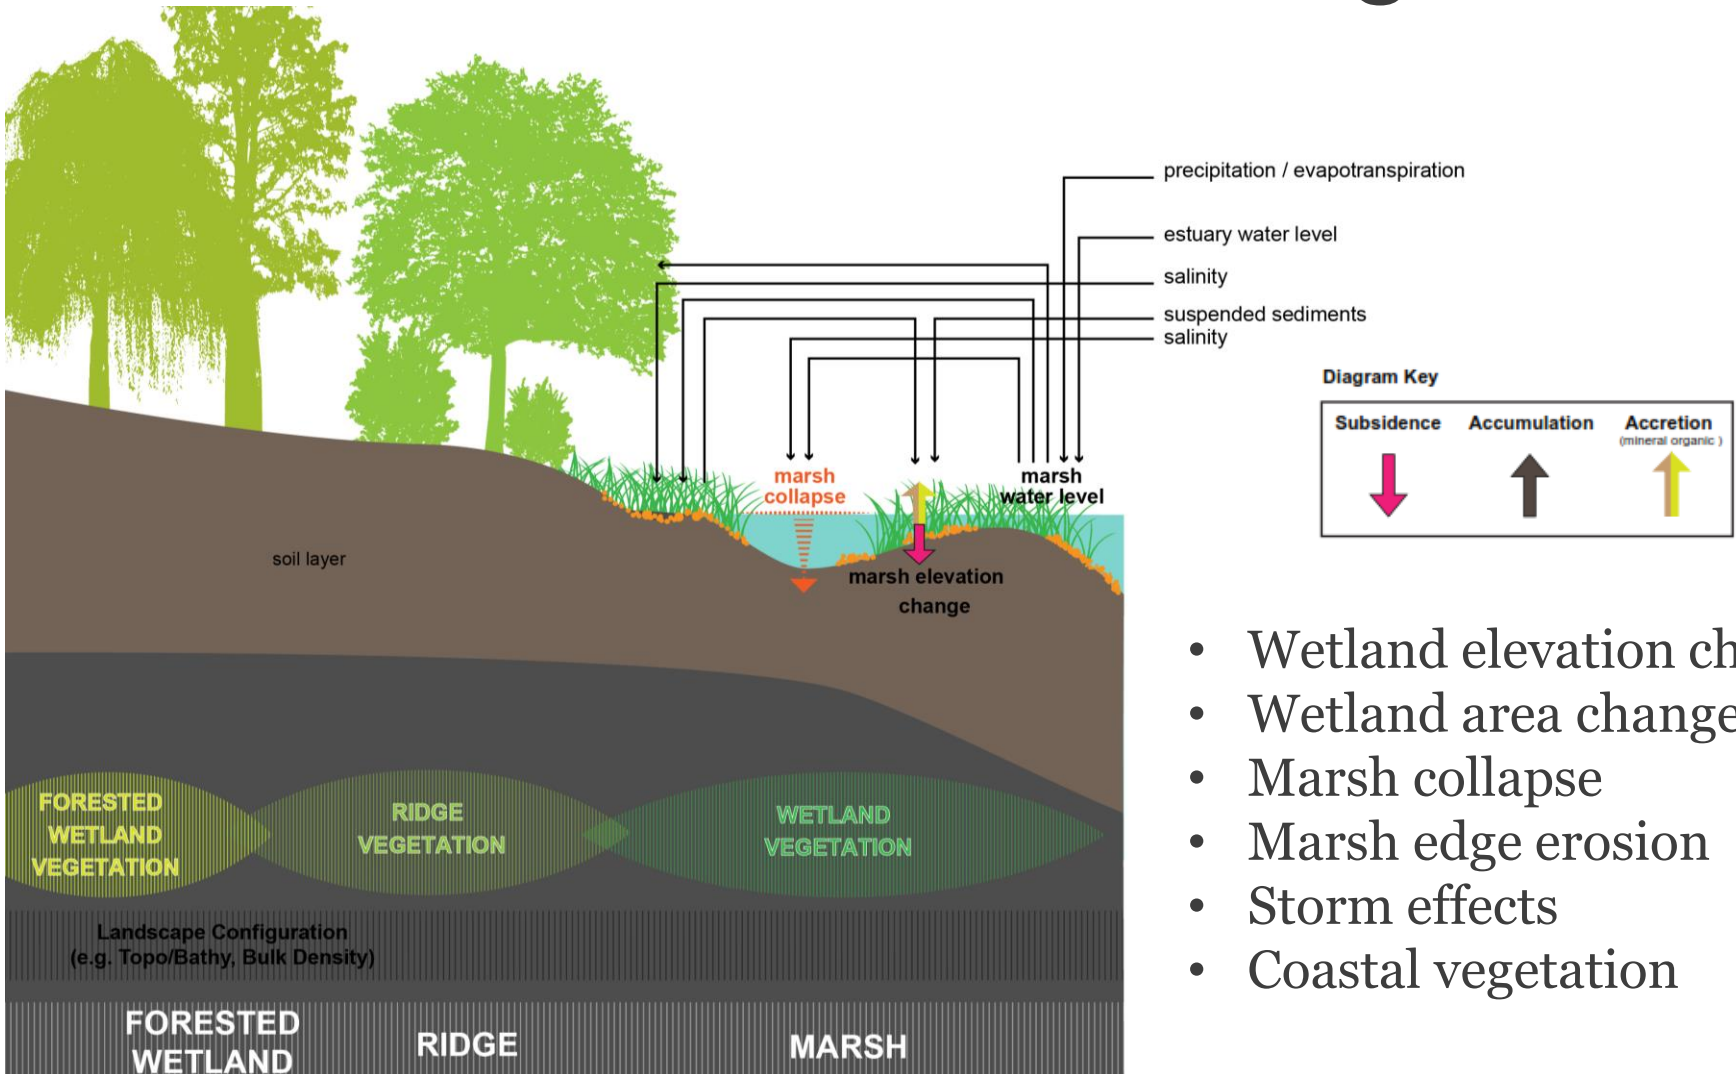 precipitation / evapotranspiration
estuary water level
salinity
suspended sediments
salinity
Diagram Key
Subsidence Accumulation Accretion
(mineral organic )
marsh
collapse
marsh
water level
soil layer
marsh elevation
change
• Wetland elevation
• Wetland area change
• Marsh collapse
• Marsh edge erosion
• Storm effects
• Coastal vegetation
FORESTED
WETLAND
VEGETATION
RIDGE
VEGETATION
WETLAND
VEGETATION
Landscape Configuration
(e.g. Topo/Bathy, Bulk Density)
FORESTED
WETLAND
RIDGE
MARSH